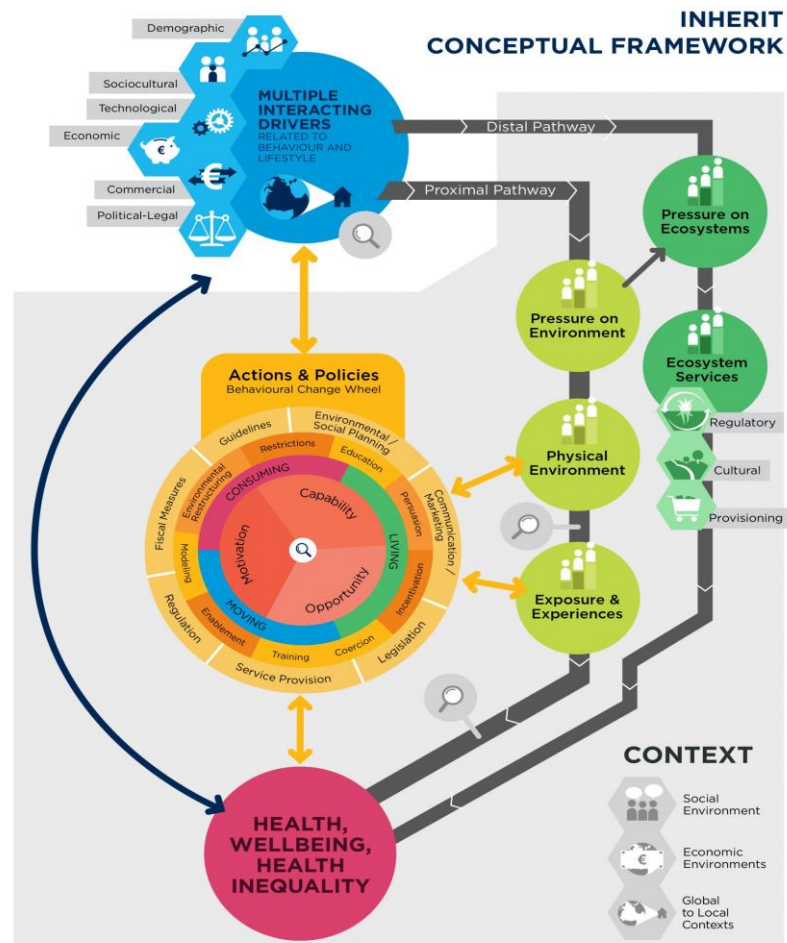 INHERIT
CONCEPTUAL FRAMEWORK
Demographic
Sociocultural
Technological
Economic
Commercial
Political-Legal
MULTIPLE
INTERACTING
DRIVERS
RELATED TO
BEHAVIOUR AND
LIFESTYLE
Distal Pathway
Proximal Pathway
Pressure on
Ecosystems
Pressure on
Environment
Ecosystem
Services
Regulatory
Cultural
Provisioning
Physical
Environment
Exposure &
Experiences
Actions & Policies
Behavioural Change Wheel
Guidelines
Environmental /
Social Planning
Communication /
Marketing
Legislation
Service Provision
Regulation
Fiscal Measures
Restrictions
Education
Persuasion
Incentivation
Coercion
Training
Enablement
Modeling
Environmental
Restructuring
CONSUMING
LIVING
MOVING
Capability
Opportunity
Motivation
HEALTH,
WELLBEING,
HEALTH
INEQUALITY
CONTEXT
Social
Environment
Economic
Environments
Global
to Local
Contexts